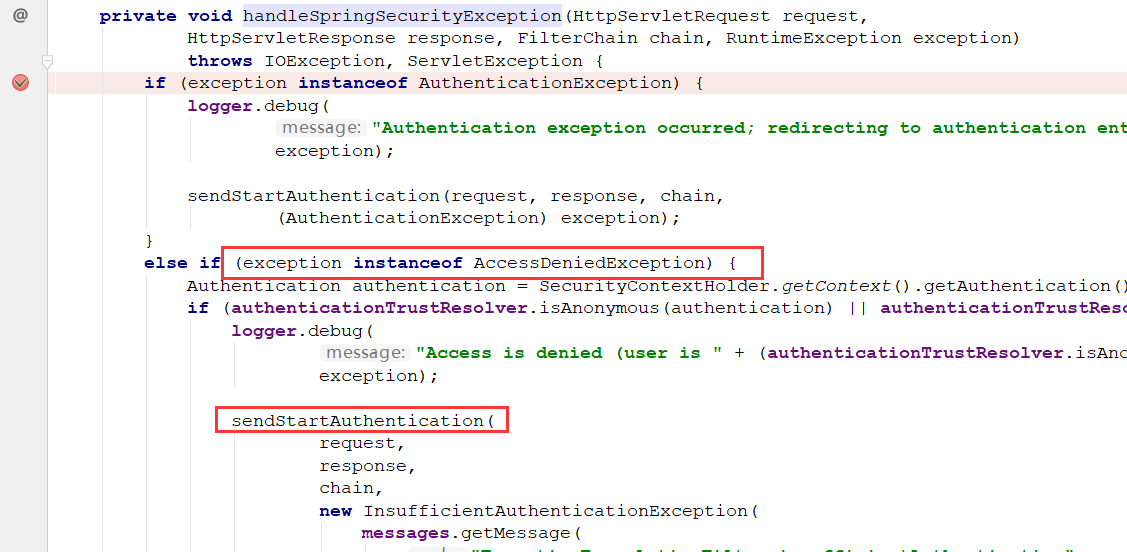 @ private void handleSpringSecurityException(HttpServletRequest request,
HttpServletResponse response, FilterChain chain, RuntimeException exception)
throws IOException, ServletException {
if (exception instanceof AuthenticationException) {
logger.debug(
message: "Authentication exception occurred; redirecting to authentication ent
exception);
sendStartAuthentication(request, response, chain,
(AuthenticationException) exception);
}
else if (exception instanceof AccessDeniedException) {
Authentication authentication = SecurityContextHolder.getContext().getAuthentication()
if (authenticationTrustResolver.isAnonymous(authentication) || authenticationTrustReso
logger.debug(
message: "Access is denied (user is " + (authenticationTrustResolver.isAno
exception);
sendStartAuthentication(
request,
response,
chain,
new InsufficientAuthenticationException(
messages.getMessage(